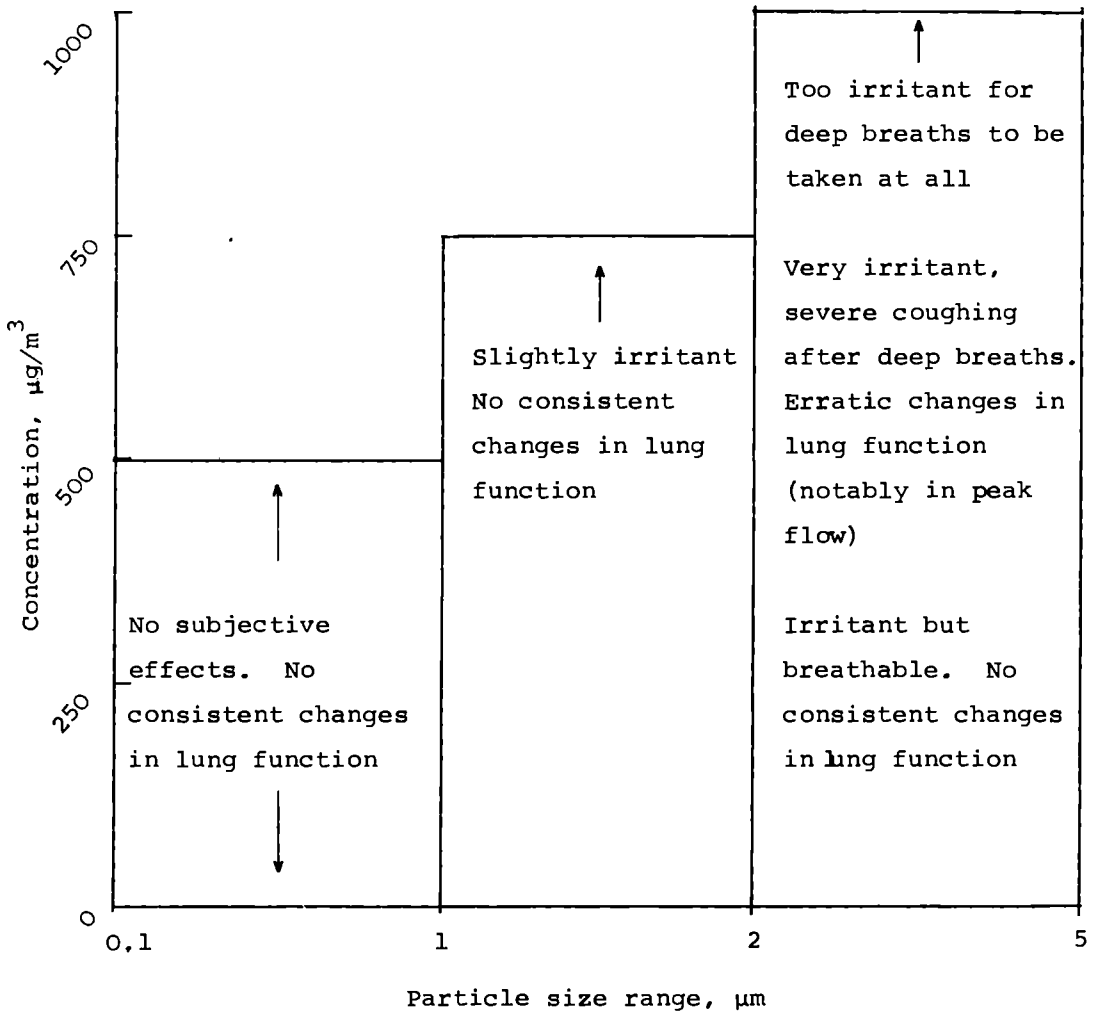 1000
750
500
250
0
Concentration, µg/m³
Too irritant for
deep breaths to be
taken at all
Very irritant,
severe coughing
after deep breaths.
Erratic changes in
lung function
(notably in peak
flow)
Irritant but
breathable. No
consistent changes
in lung function
Slightly irritant
No consistent
changes in lung
function
No subjective
effects. No
consistent changes
in lung function
0.1
1
2
5
Particle size range, µm